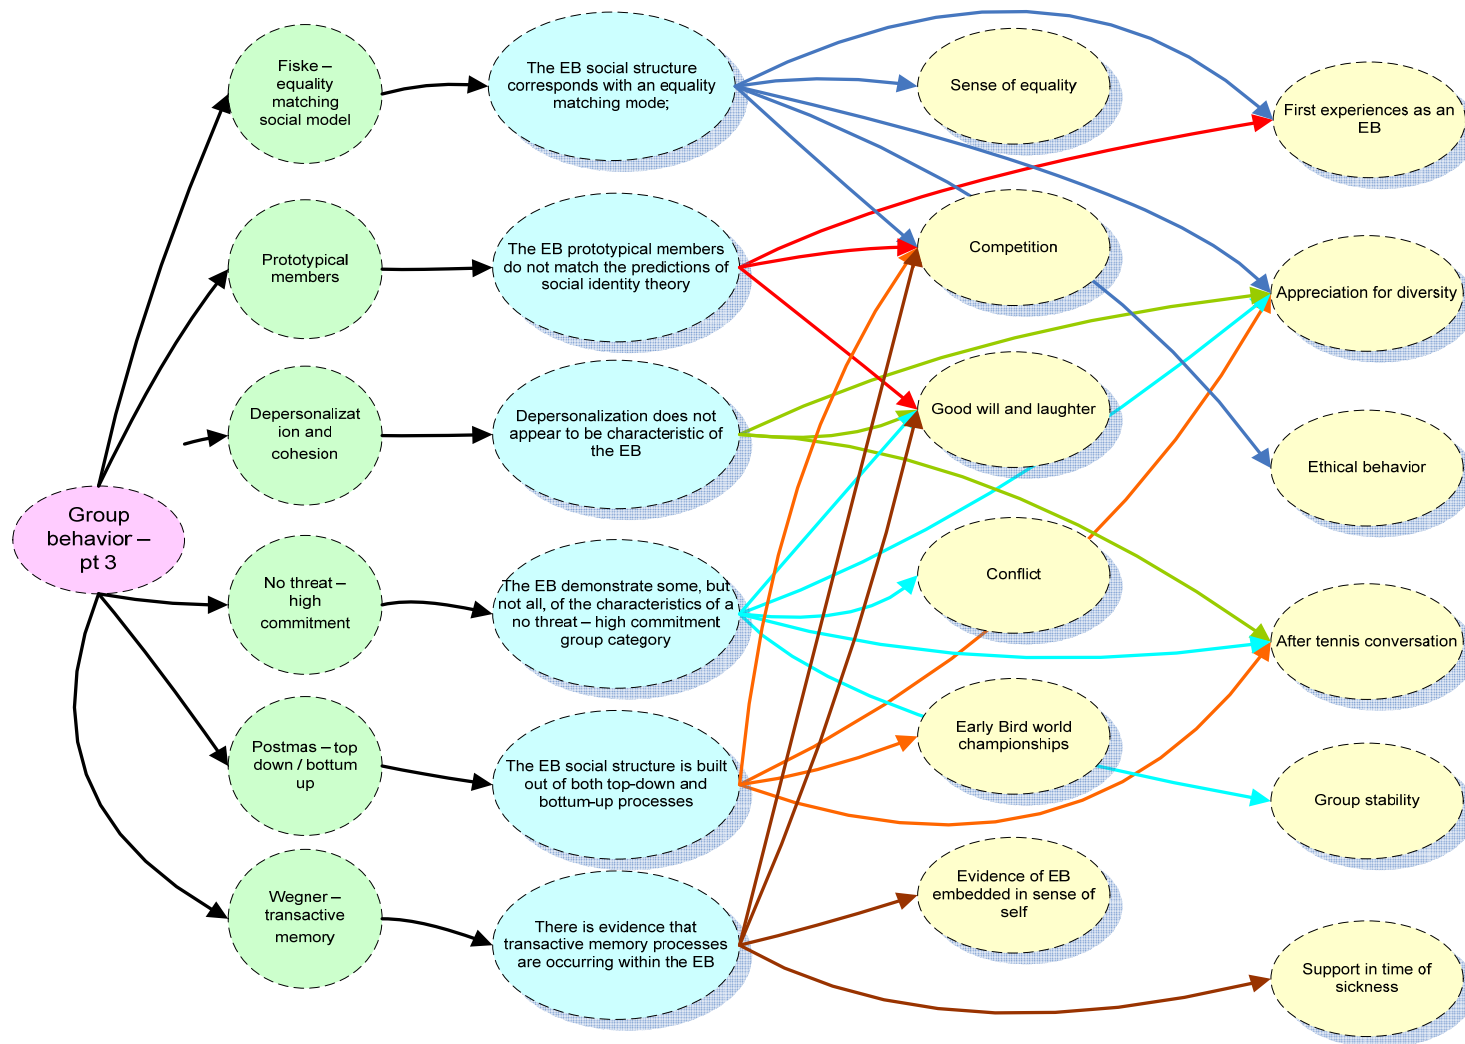 Group
behavior –
pt 3
Fiske –
equality
matching
social model
Prototypical
members
Depersonalizat
ion and
cohesion
No threat –
high
commitment
Postmas – top
down / bottum
up
Wegner –
transactive
memory
The EB social structure
corresponds with an equality
matching mode;
The EB prototypical members
do not match the predictions of
social identity theory
Depersonalization does not
appear to be characteristic of
the EB
The EB demonstrate some, but
not all, of the characteristics of a
no threat – high commitment
group category
The EB social structure is built
out of both top-down and
bottum-up processes
There is evidence that
transactive memory processes
are occurring within the EB
Sense of equality
Competition
Good will and laughter
Conflict
Early Bird world
championships
Evidence of EB
embedded in sense of
self
First experiences as an
EB
Appreciation for diversity
Ethical behavior
After tennis conversation
Group stability
Support in time of
sickness